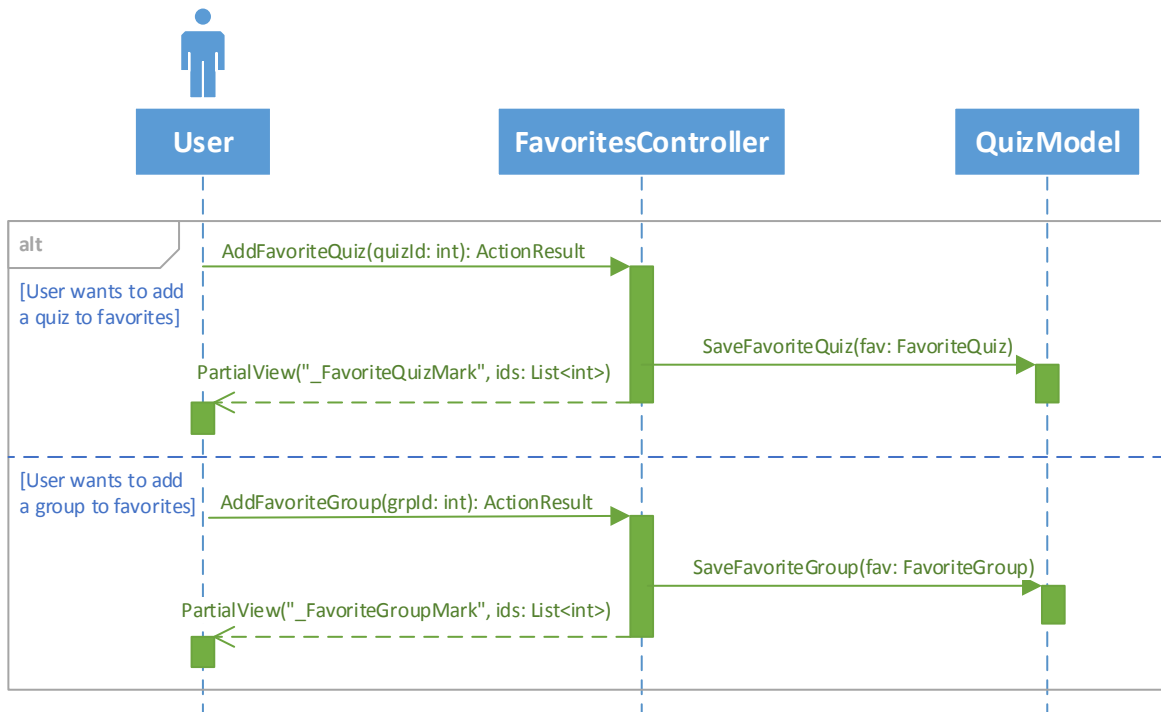 User
FavoritesController
QuizModel
alt
AddFavoriteQuiz(quizId: int): ActionResult
[User wants to add
a quiz to favorites]
SaveFavoriteQuiz(fav: FavoriteQuiz)
PartialView("_FavoriteQuizMark", ids: List<int>)
[User wants to add
a group to favorites]
AddFavoriteGroup(grpId: int): ActionResult
SaveFavoriteGroup(fav: FavoriteGroup)
PartialView("_FavoriteGroupMark", ids: List<int>)